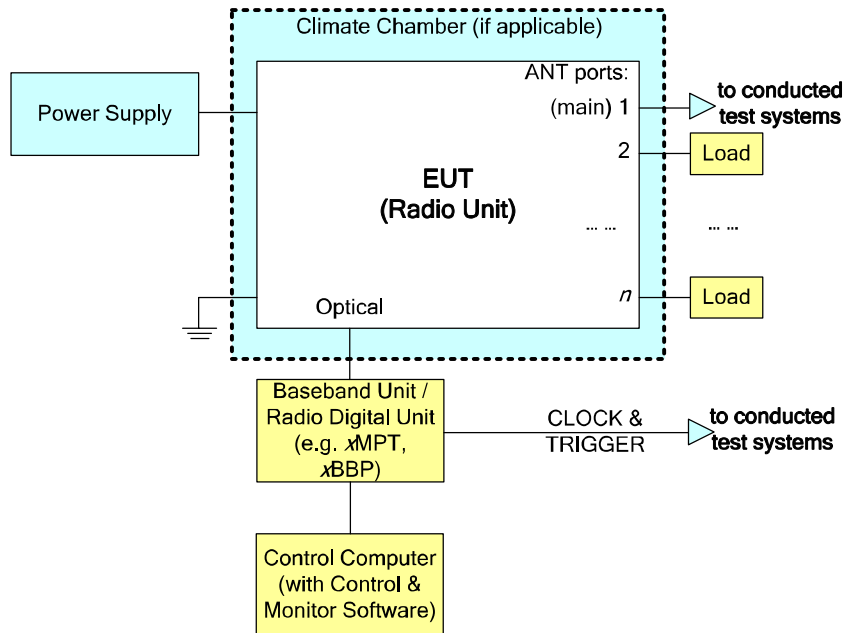 Climate Chamber (if applicable)
Power Supply
ANT ports:
(main) 1
to conducted
test systems
2
Load
EUT
(Radio Unit)
... ...
... ...
n
Load
Optical
Baseband Unit /
Radio Digital Unit
(e.g. xMPT,
xBBP)
CLOCK &
TRIGGER
to conducted
test systems
Control Computer
(with Control &
Monitor Software)